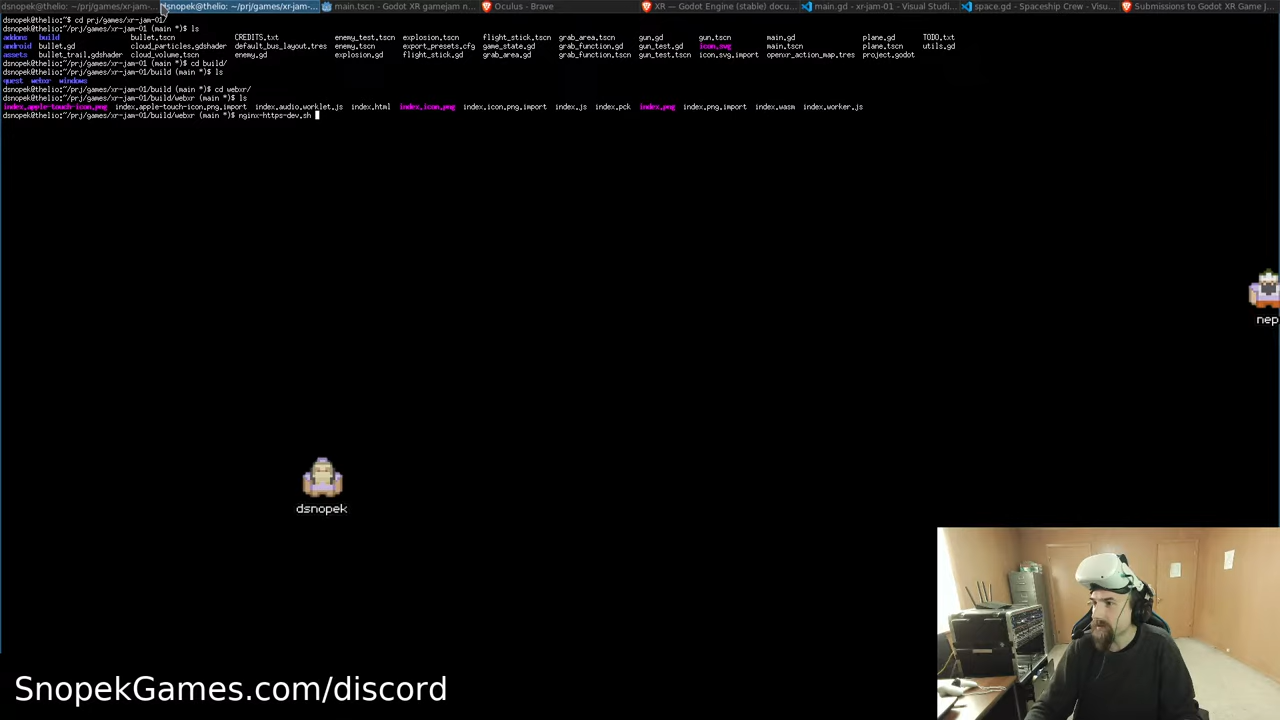 dsnopek@thelio: ~/prj/games/xr-jam-... dsnopek@thelio: ~/prj/games/xr-jam-... main.tscn - Godot XR gamejam n... Oculus - Brave XR — Godot Engine (stable) docu... main.gd - xr-jam-01 - Visual Studi... space.gd - Spaceship Crew - Visu... Submissions to Godot XR Game J...
dsnopek@thelio:~$ cd prj/games/xr-jam-01/
dsnopek@thelio:~/prj/games/xr-jam-01 (main *)$ ls
addons build bullet.tscn CREDITS.txt enemy_test.tscn explosion.tscn flight_stick.tscn grab_area.tscn gun.gd gun.tscn main.gd plane.gd TODO.txt
android bullet.gd cloud_particles.gdshader default_bus_layout.tres enemy.tscn export_presets.cfg game_state.gd grab_function.gd gun_test.gd icon.svg main.tscn plane.tscn utils.gd
assets bullet_trail.gdshader cloud_volume.tscn enemy.gd explosion.gd flight_stick.gd grab_area.gd grab_function.tscn gun_test.tscn icon.svg.import openxr_action_map.tres project.godot
dsnopek@thelio:~/prj/games/xr-jam-01 (main *)$ cd build/
dsnopek@thelio:~/prj/games/xr-jam-01/build (main *)$ ls
quest webxr windows
dsnopek@thelio:~/prj/games/xr-jam-01/build (main *)$ cd webxr/
dsnopek@thelio:~/prj/games/xr-jam-01/build/webxr (main *)$ ls
index.apple-touch-icon.png index.apple-touch-icon.png.import index.audio.worklet.js index.html index.icon.png index.icon.png.import index.js index.pck index.png index.png.import index.wasm index.worker.js
dsnopek@thelio:~/prj/games/xr-jam-01/build/webxr (main *)$ nginx-https-dev.sh
nep
dsnopek
SnopekGames.com/discord